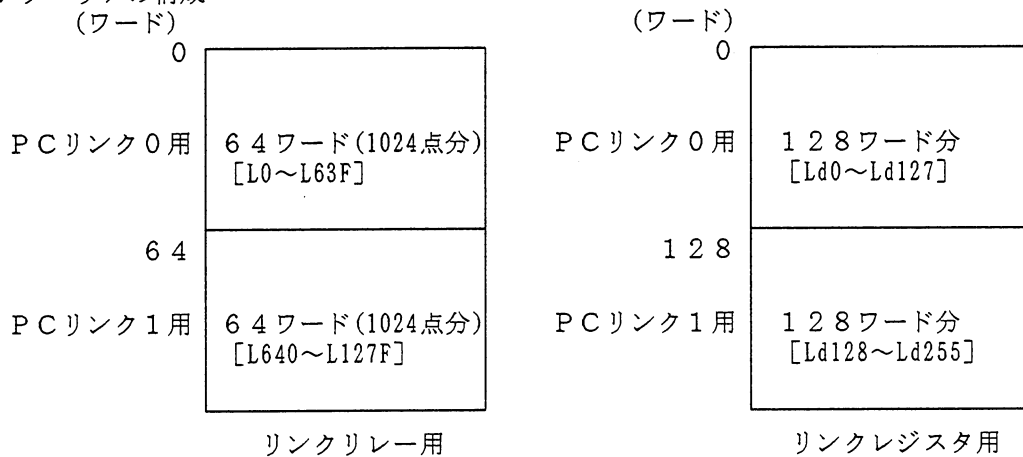 (ワード)
0
PCリンク0用
64ワード(1024点分)
[L0～L63F]
64
PCリンク1用
64ワード(1024点分)
[L640～L127F]
リンクリレー用
(ワード)
0
PCリンク0用
128ワード分
[Ld0～Ld127]
128
PCリンク1用
128ワード分
[Ld128～Ld255]
リンクレジスタ用